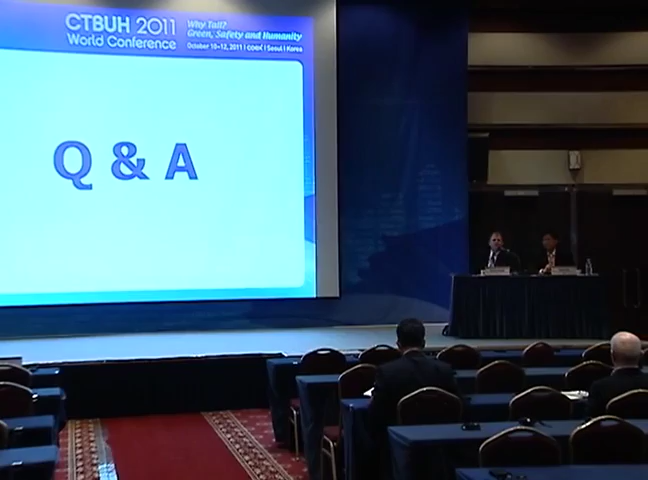 CTBUH 2011
World Conference
Why Tall?
Green, Safety and Humanity
October 10-12, 2011 | coex | Seoul | Korea
Q & A